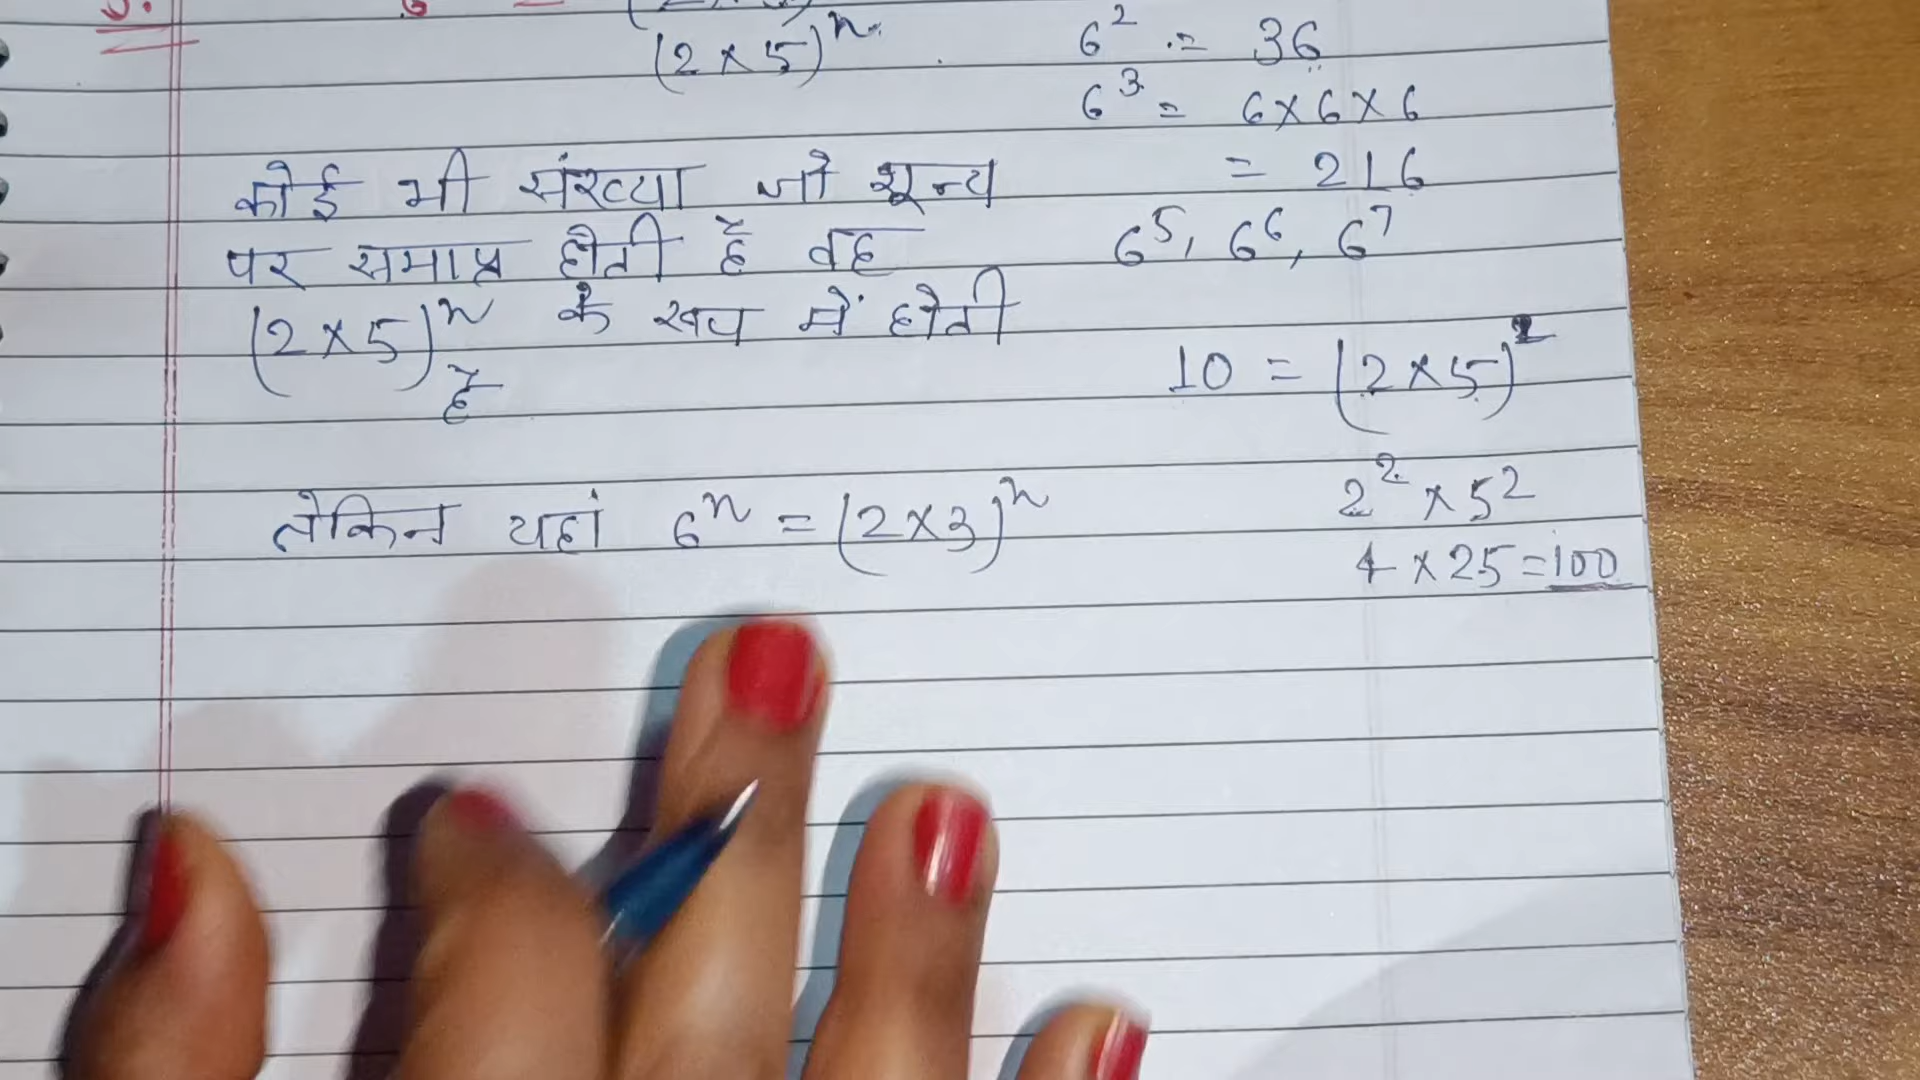 (2×5)ⁿ
6² = 36
6³ = 6×6×6
= 216
6⁵, 6⁶, 6⁷
कोई भी संख्या जो शून्य
पर समाप्त होती है वह
(2×5)ⁿ के रूप में होती
है
10 = (2×5)
2² × 5²
4 × 25 = 100
लेकिन यहां 6ⁿ = (2×3)ⁿ